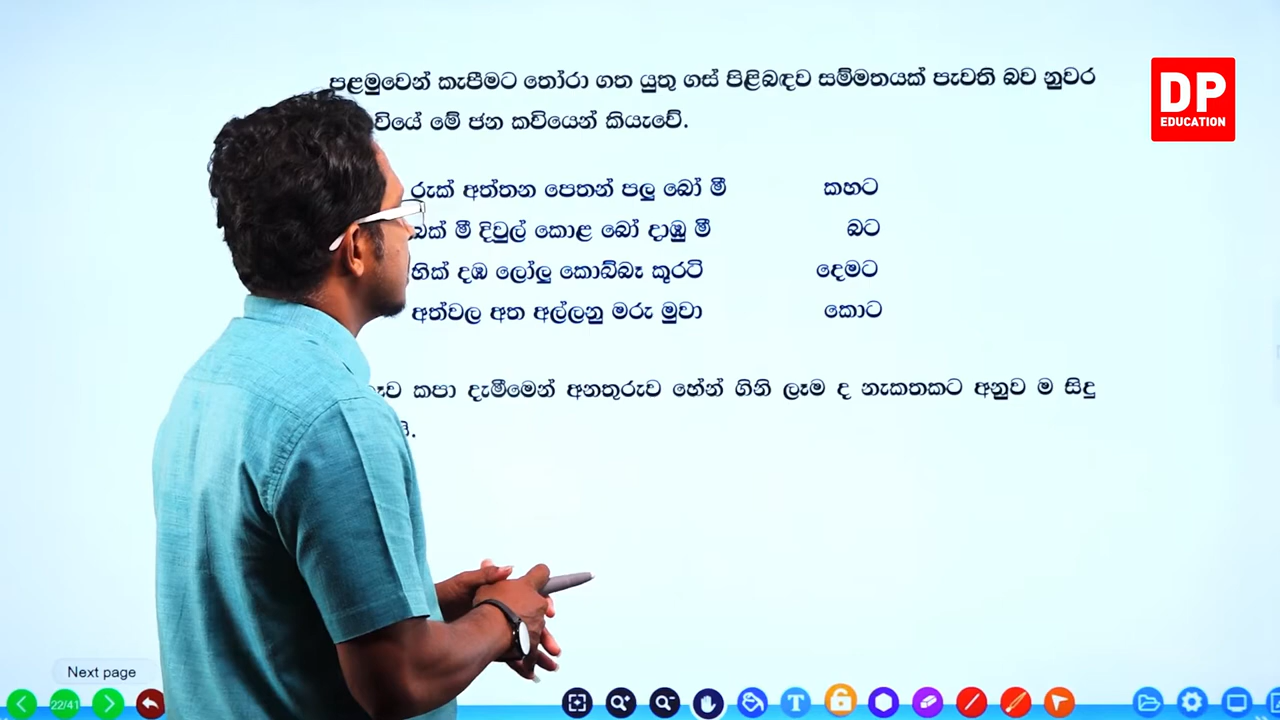 පළමුවෙන් කැපීමට තෝරා ගත යුතු ගස් පිළිබඳව සම්මතයක් පැවති බව නුවර
මේ ජන කවියෙන් කියැවේ.
රුක් අත්තන පෙතන් පලු බෝ මී කහට
බක් මී දිවුල් කොළ බෝ දාඹු මී බට
හික් දඹ ලෝලු කොබ්බෑ කූරටි දෙමට
අත්වල අත අල්ලනු මරු මුවා කොට
කපා දැමීමෙන් අනතුරුව හේන් ගිනි ලෑම ද නැකතකට අනුව ම සිදු
DP
EDUCATION
Next page
22/41
T